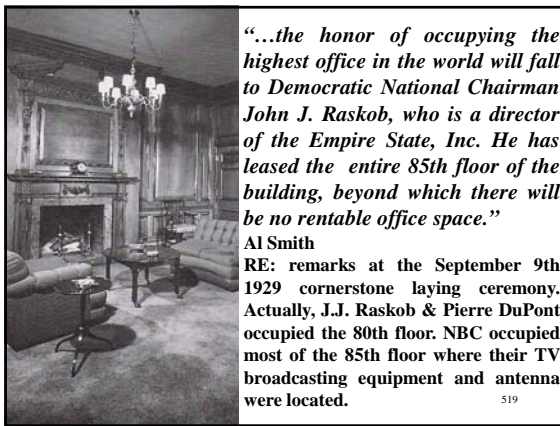 “…the honor of occupying the
highest office in the world will fall
to Democratic National Chairman
John J. Raskob, who is a director
of the Empire State, Inc. He has
leased the entire 85th floor of the
building, beyond which there will
be no rentable office space.”
Al Smith
RE: remarks at the September 9th
1929 cornerstone laying ceremony.
Actually, J.J. Raskob & Pierre DuPont
occupied the 80th floor. NBC occupied
most of the 85th floor where their TV
broadcasting equipment and antenna
were located.
519